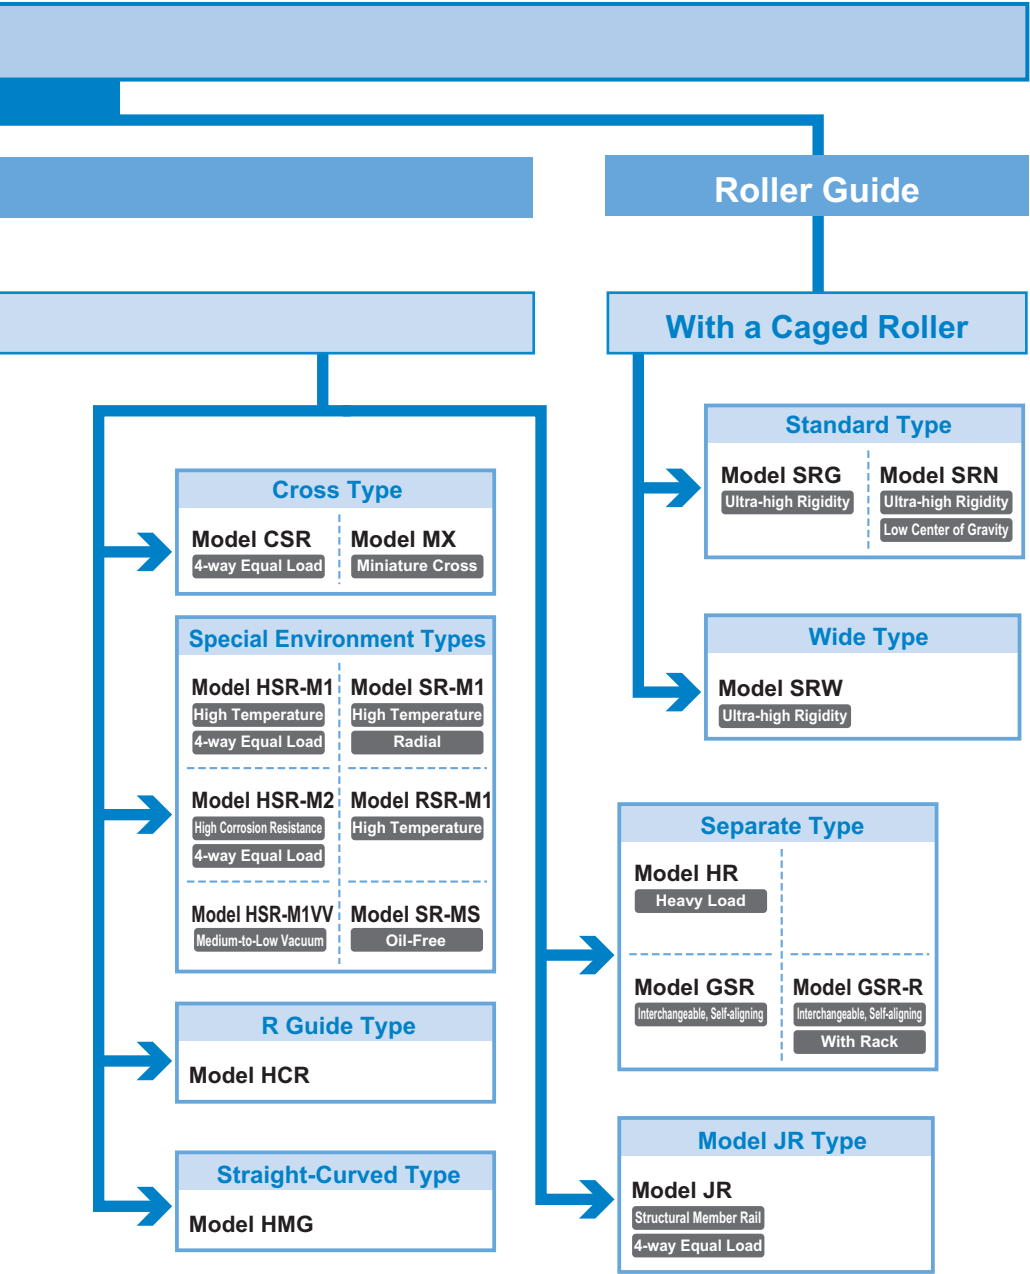 Roller Guide
With a Caged Roller
Standard Type
Model SRG
Ultra-high Rigidity
Model SRN
Ultra-high Rigidity
Low Center of Gravity
Wide Type
Model SRW
Ultra-high Rigidity
Cross Type
Model CSR
4-way Equal Load
Model MX
Miniature Cross
Special Environment Types
Model HSR-M1
High Temperature
4-way Equal Load
Model SR-M1
High Temperature
Radial
Model HSR-M2
High Corrosion Resistance
4-way Equal Load
Model RSR-M1
High Temperature
Model HSR-M1VV
Medium-to-Low Vacuum
Model SR-MS
Oil-Free
R Guide Type
Model HCR
Straight-Curved Type
Model HMG
Separate Type
Model HR
Heavy Load
Model GSR
Interchangeable, Self-aligning
Model GSR-R
Interchangeable, Self-aligning
With Rack
Model JR Type
Model JR
Structural Member Rail
4-way Equal Load